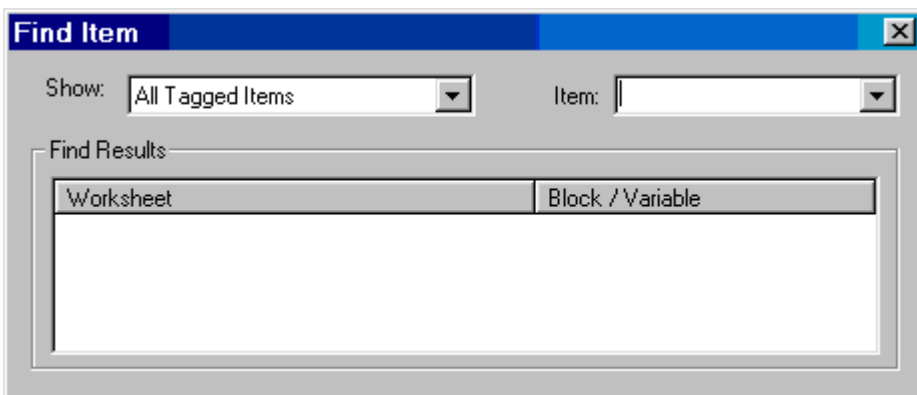 Find Item
Show: All Tagged Items Item:
Find Results
Worksheet Block / Variable